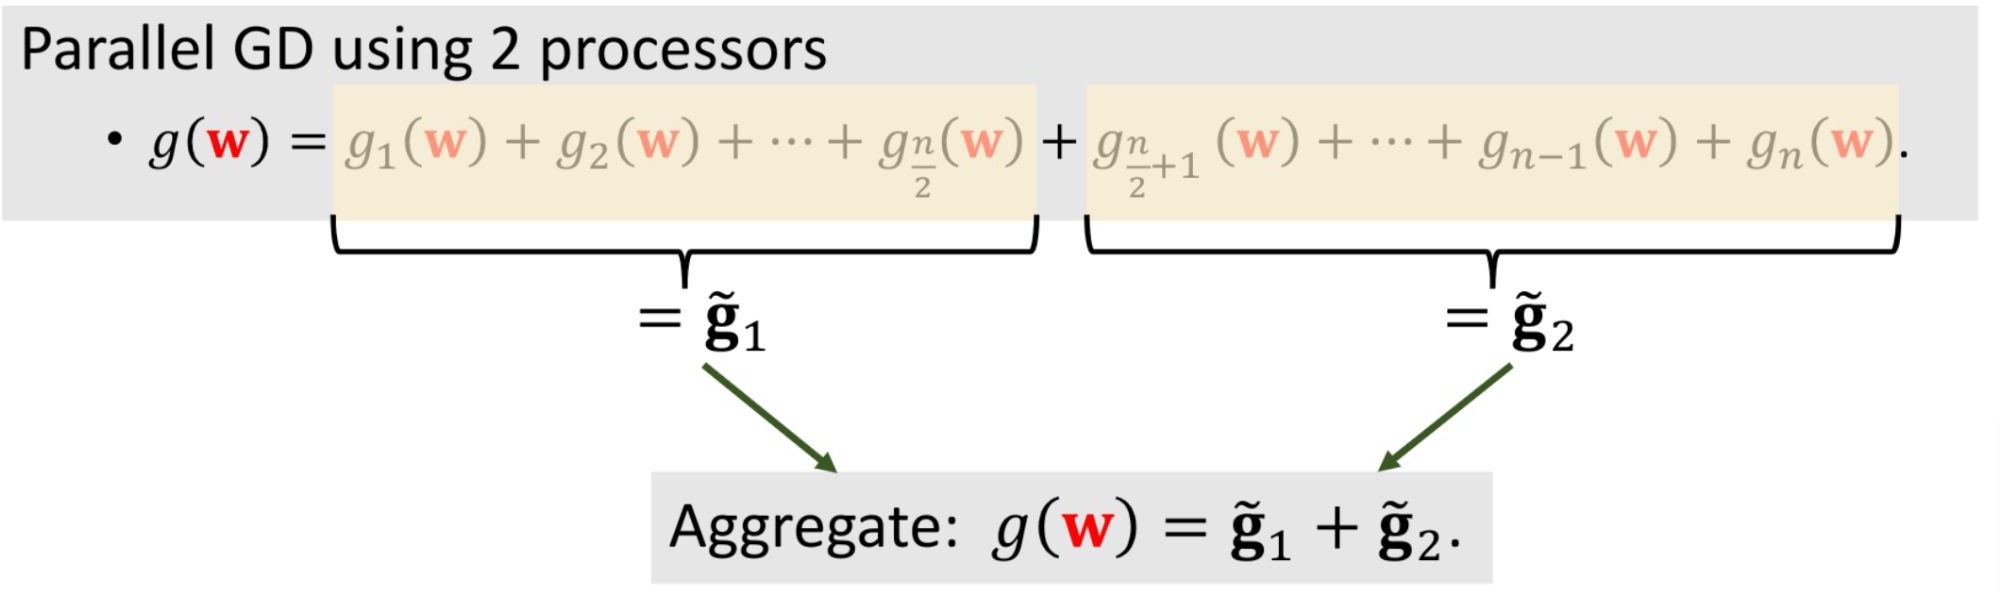 Parallel GD using 2 processors
• g(w) = g₁(w) + g₂(w) + ⋯ + g_{n/2}(w) + g_{n/2+1}(w) + ⋯ + g_{n−1}(w) + g_n(w).
= g̃₁
= g̃₂
Aggregate: g(w) = g̃₁ + g̃₂.